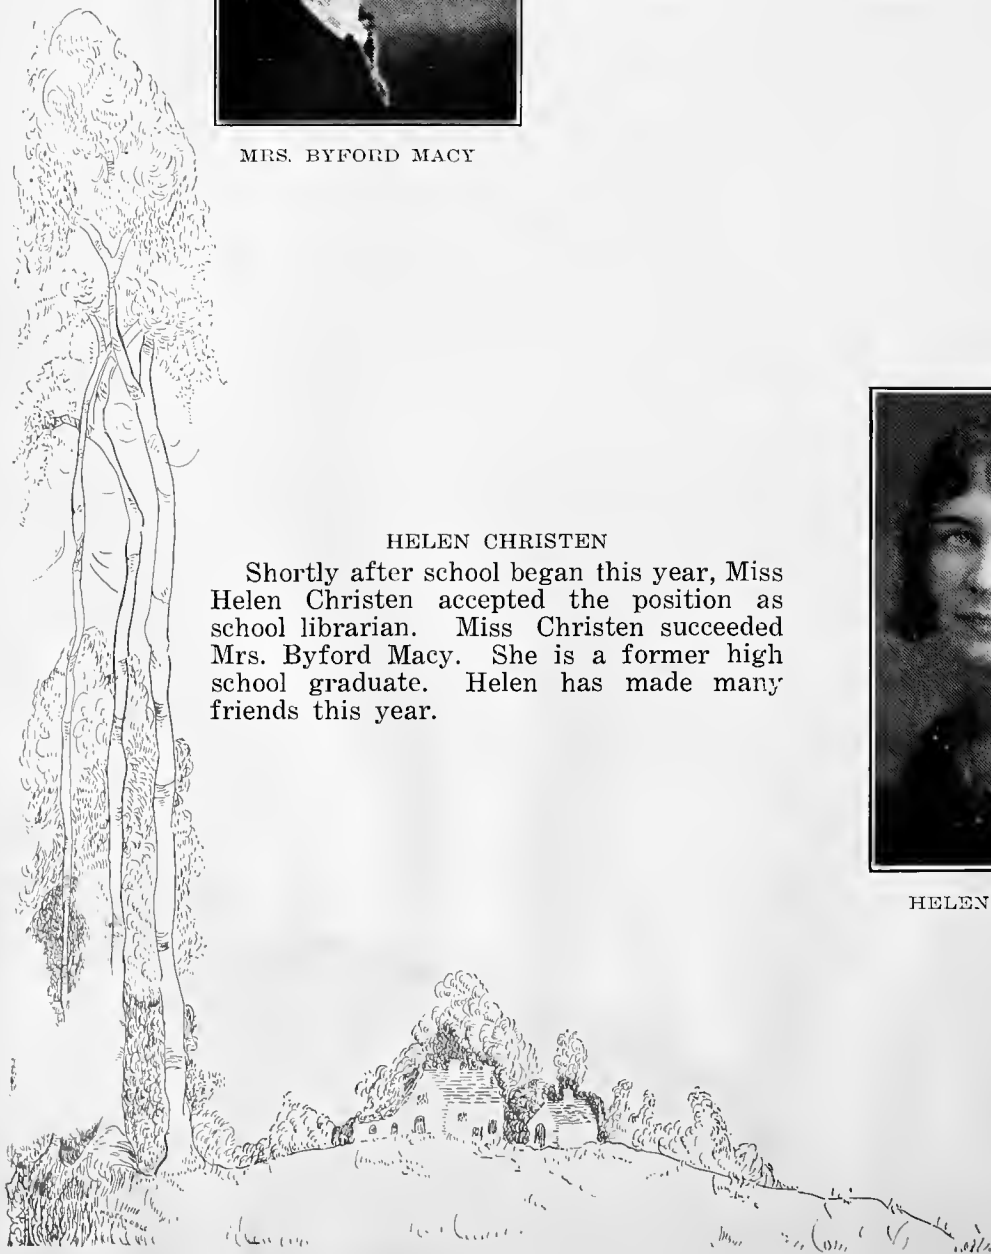 MRS. BYFORD MACY
HELEN CHRISTEN
Shortly after school began this year, Miss
Helen Christen accepted the position as
school librarian. Miss Christen succeeded
Mrs. Byford Macy. She is a former high
school graduate. Helen has made many
friends this year.
HELEN